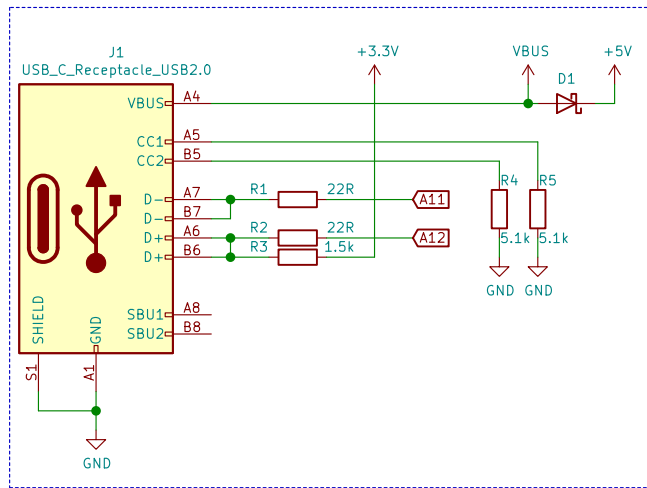 J1
USB_C_Receptacle_USB2.0
+3.3V
VBUS
+5V
D1
VBUS
A4
CC1
A5
CC2
B5
D-
A7
R1
22R
A11
D-
B7
D+
A6
R2
22R
A12
D+
B6
R3
1.5k
R4
R5
5.1k
5.1k
GND
GND
SBU1
A8
SBU2
B8
SHIELD
GND
S1
A1
GND